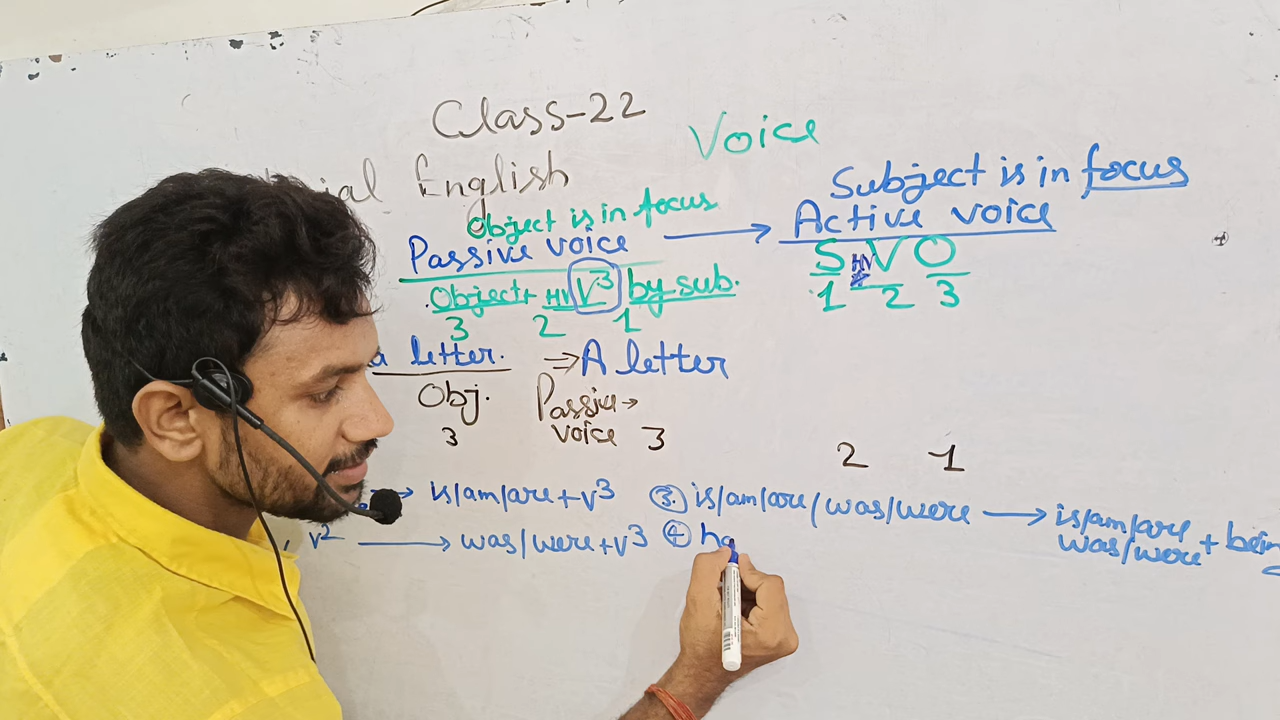 Class-22
Voice
English
Subject is in focus
Object is in focus
Active voice
Passive voice →
S HV V O
1 2 3
Object + HV V³ by sub.
3 2 1
a letter. ⇒ A letter
Obj. Passive →
voice 3
3
2 1
→ is/am/are + V³
③. is/am/are/was/were → is/am/are
was/were + bein
V² → was/were + V³
④ ha